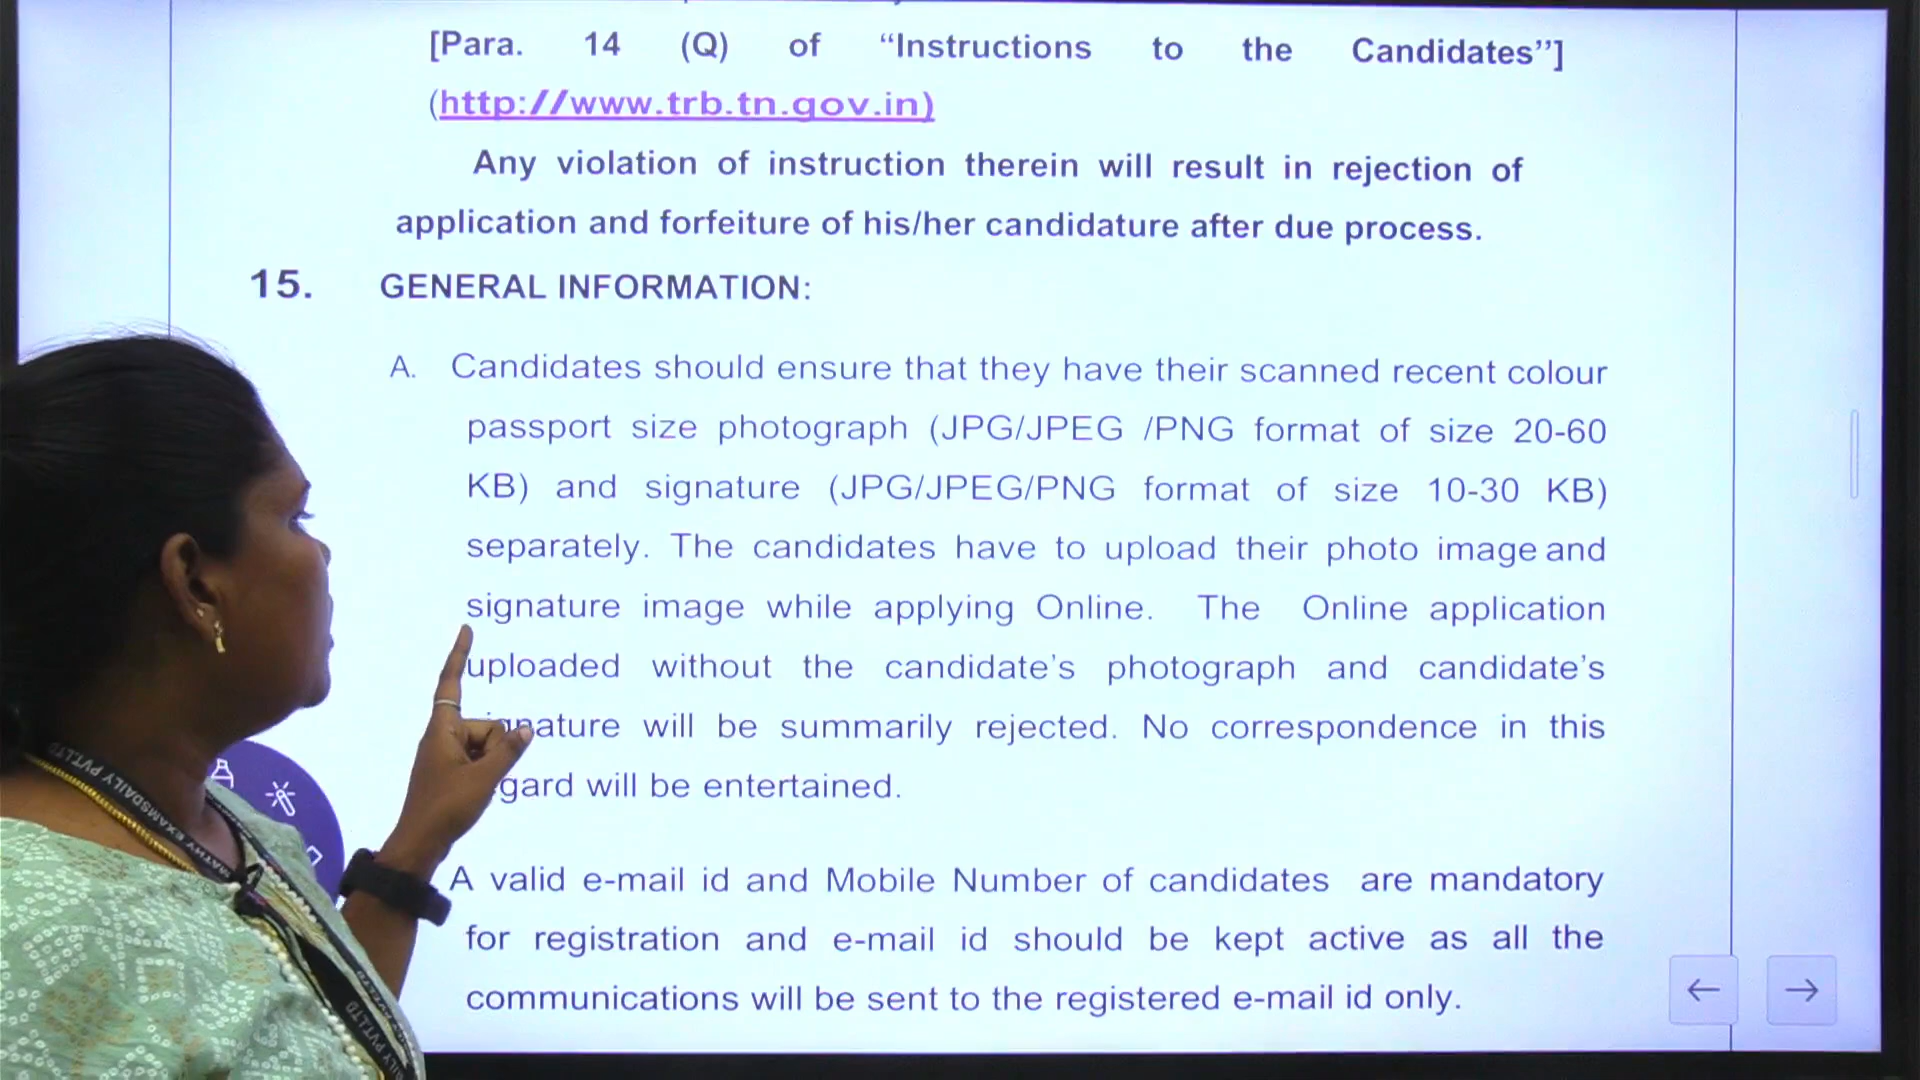 [Para. 14 (Q) of “Instructions to the Candidates”]
(http://www.trb.tn.gov.in)
Any violation of instruction therein will result in rejection of
application and forfeiture of his/her candidature after due process.
15. GENERAL INFORMATION:
A. Candidates should ensure that they have their scanned recent colour
passport size photograph (JPG/JPEG /PNG format of size 20-60
KB) and signature (JPG/JPEG/PNG format of size 10-30 KB)
separately. The candidates have to upload their photo image and
signature image while applying Online. The Online application
uploaded without the candidate’s photograph and candidate’s
gnature will be summarily rejected. No correspondence in this
gard will be entertained.
A valid e-mail id and Mobile Number of candidates are mandatory
for registration and e-mail id should be kept active as all the
communications will be sent to the registered e-mail id only.
MATHY EXAMSDAILY PVT.LTD